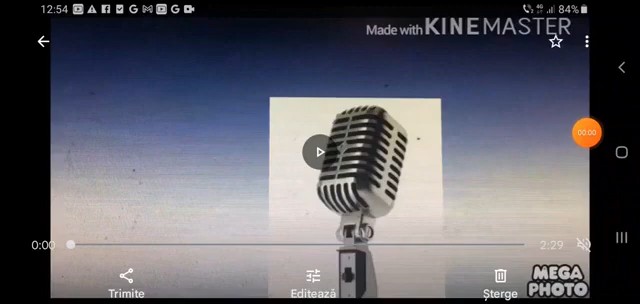 12:54
84%
Made with KINEMASTER
00:00
0:00
2:29
Trimite
Editează
Șterge
MEGA
PHOTO